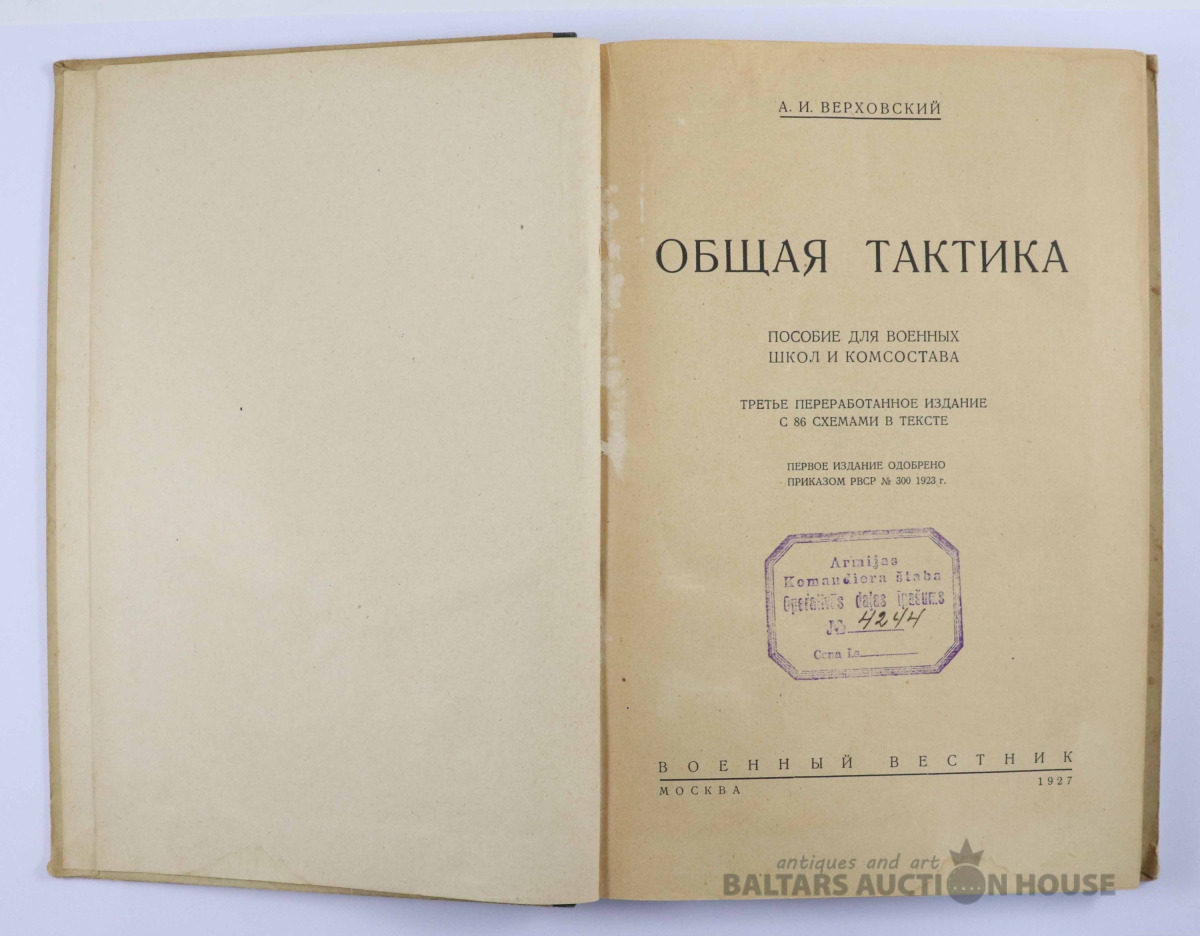 А. И. ВЕРХОВСКИЙ
ОБЩАЯ ТАКТИКА
ПОСОБИЕ ДЛЯ ВОЕННЫХ
ШКОЛ И КОМСОСТАВА
ТРЕТЬЕ ПЕРЕРАБОТАННОЕ ИЗДАНИЕ
С 86 СХЕМАМИ В ТЕКСТЕ
ПЕРВОЕ ИЗДАНИЕ ОДОБРЕНО
ПРИКАЗОМ РВСР № 300 1923 г.
Armijas
Komandiera štaba
Operatīvās daļas īpašums
№ 4244
Cena Ls
ВОЕННЫЙ ВЕСТНИК
МОСКВА 1927
antiques and art
BALTARS AUCTION HOUSE